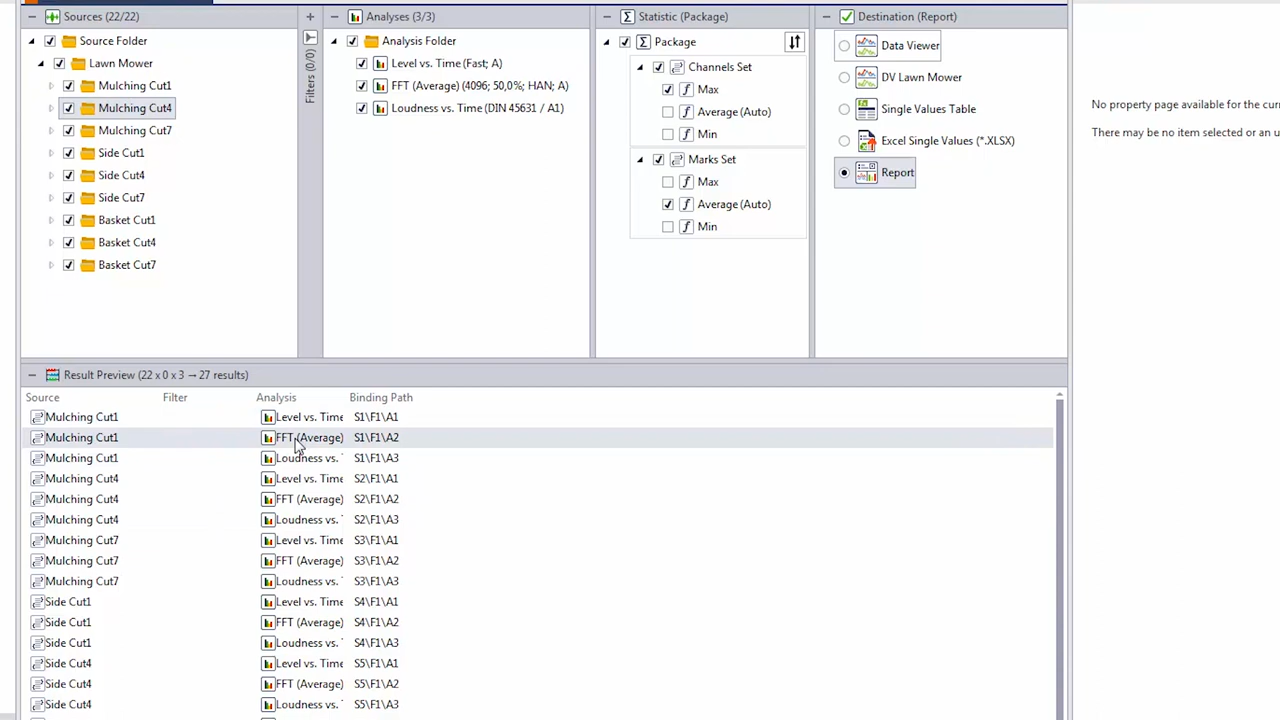 Sources (22/22)
Source Folder
Lawn Mower
Mulching Cut1
Mulching Cut4
Mulching Cut7
Side Cut1
Side Cut4
Side Cut7
Basket Cut1
Basket Cut4
Basket Cut7
Filters (0/0)
Analyses (3/3)
Analysis Folder
Level vs. Time (Fast; A)
FFT (Average) (4096; 50,0%; HAN; A)
Loudness vs. Time (DIN 45631 / A1)
Statistic (Package)
Package
Channels Set
Max
Average (Auto)
Min
Marks Set
Max
Average (Auto)
Min
Destination (Report)
Data Viewer
DV Lawn Mower
Single Values Table
Excel Single Values (*.XLSX)
Report
No property page available for the cur
There may be no item selected or an u
Result Preview (22 x 0 x 3 → 27 results)
Source Filter Analysis Binding Path
Mulching Cut1 Level vs. Time S1\F1\A1
Mulching Cut1 FFT (Average) S1\F1\A2
Mulching Cut1 Loudness vs. S1\F1\A3
Mulching Cut4 Level vs. Time S2\F1\A1
Mulching Cut4 FFT (Average) S2\F1\A2
Mulching Cut4 Loudness vs. S2\F1\A3
Mulching Cut7 Level vs. Time S3\F1\A1
Mulching Cut7 FFT (Average) S3\F1\A2
Mulching Cut7 Loudness vs. S3\F1\A3
Side Cut1 Level vs. Time S4\F1\A1
Side Cut1 FFT (Average) S4\F1\A2
Side Cut1 Loudness vs. S4\F1\A3
Side Cut4 Level vs. Time S5\F1\A1
Side Cut4 FFT (Average) S5\F1\A2
Side Cut4 Loudness vs. S5\F1\A3